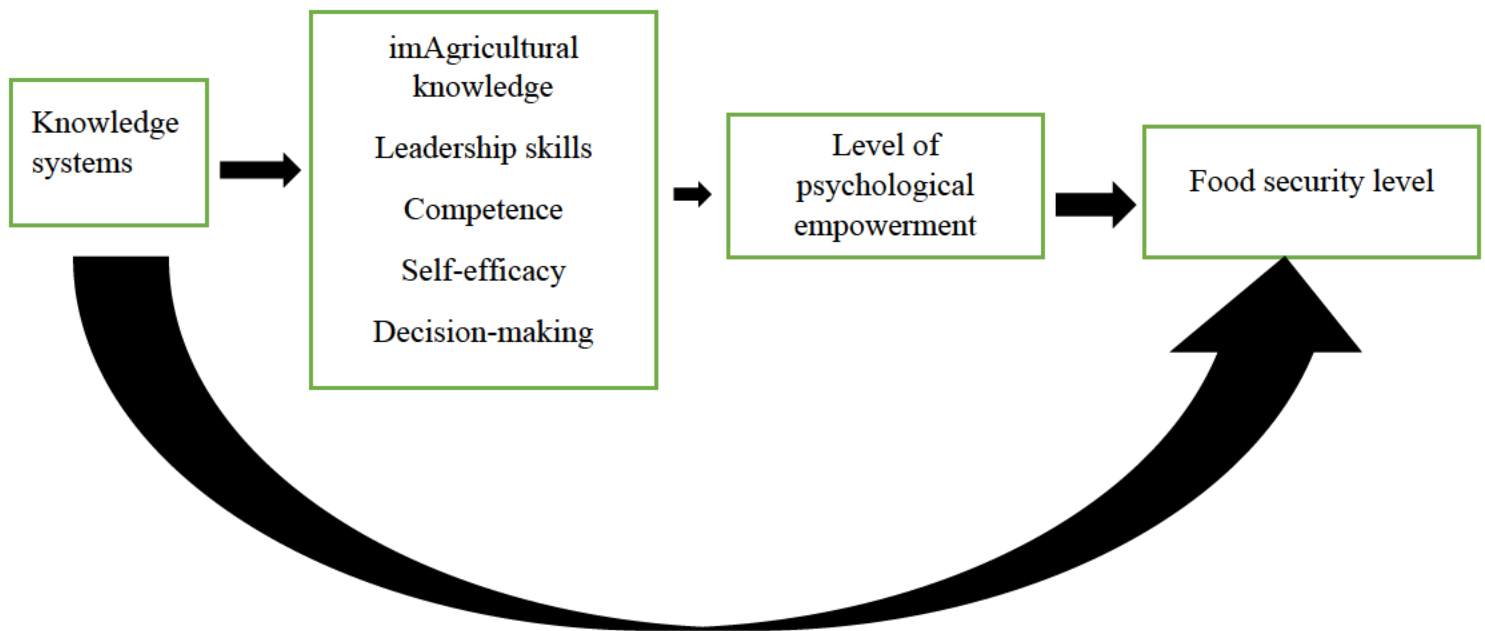 Knowledge
systems
imAgricultural
knowledge
Leadership skills
Competence
Self-efficacy
Decision-making
Level of
psychological
empowerment
Food security level